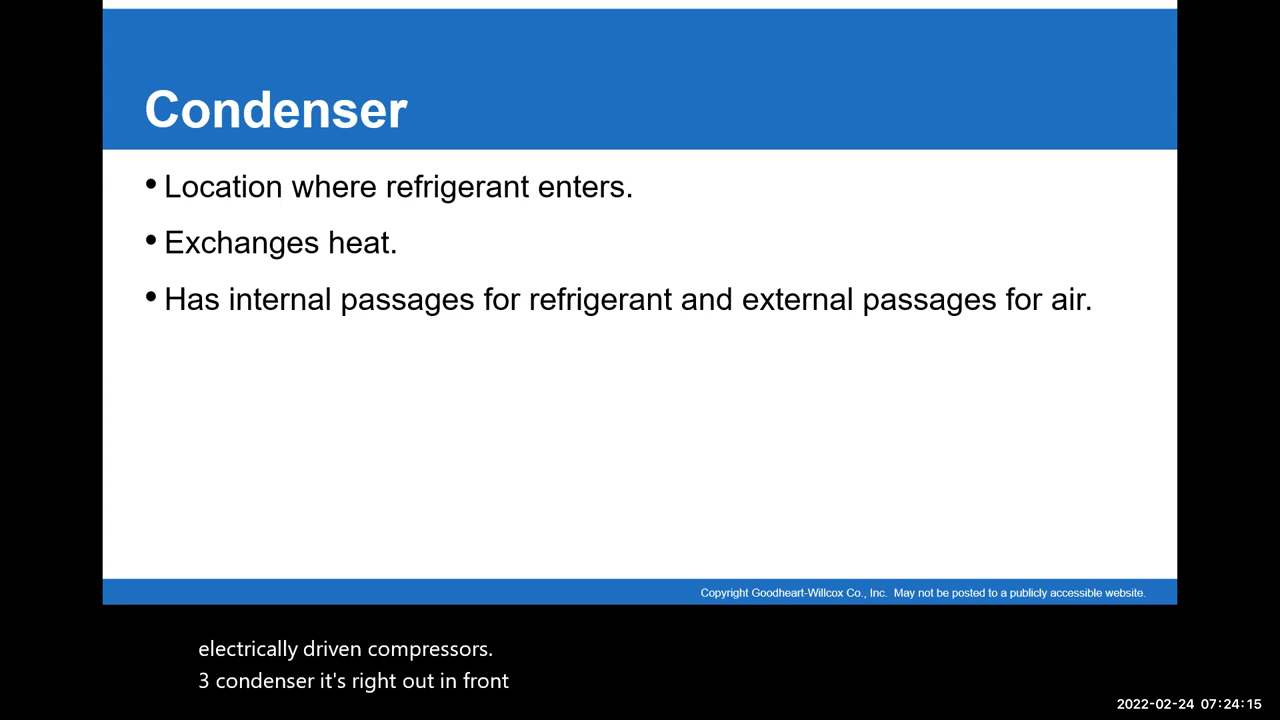 Condenser
• Location where refrigerant enters.
• Exchanges heat.
• Has internal passages for refrigerant and external passages for air.
Copyright Goodheart-Willcox Co., Inc.  May not be posted to a publicly accessible website.
electrically driven compressors.
3 condenser it's right out in front
2022-02-24 07:24:15